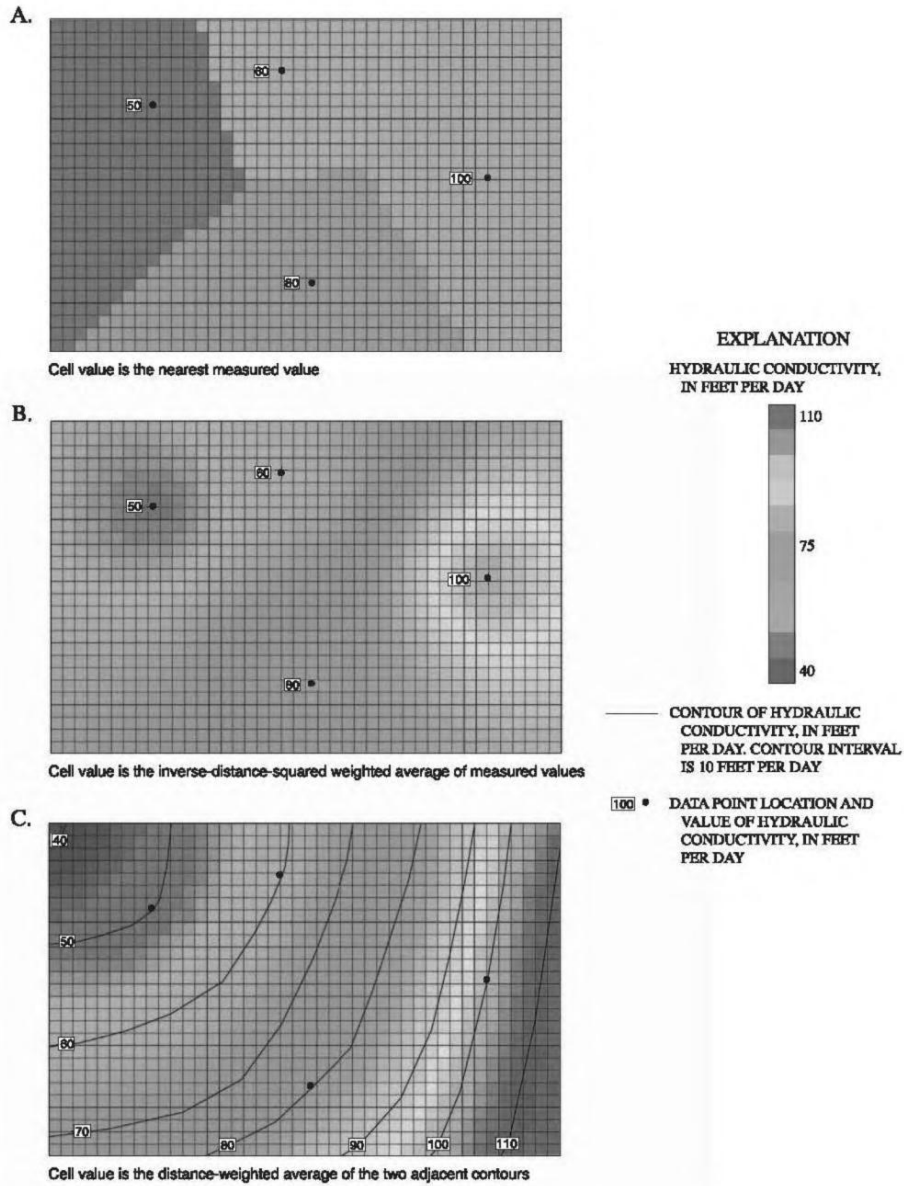 A.
60
50
100
80
Cell value is the nearest measured value
B.
60
50
100
80
Cell value is the inverse-distance-squared weighted average of measured values
C.
40
50
60
70
80
90
100
110
Cell value is the distance-weighted average of the two adjacent contours
EXPLANATION
HYDRAULIC CONDUCTIVITY,
IN FEET PER DAY
110
75
40
CONTOUR OF HYDRAULIC
CONDUCTIVITY, IN FEET
PER DAY. CONTOUR INTERVAL
IS 10 FEET PER DAY
100
DATA POINT LOCATION AND
VALUE OF HYDRAULIC
CONDUCTIVITY, IN FEET
PER DAY